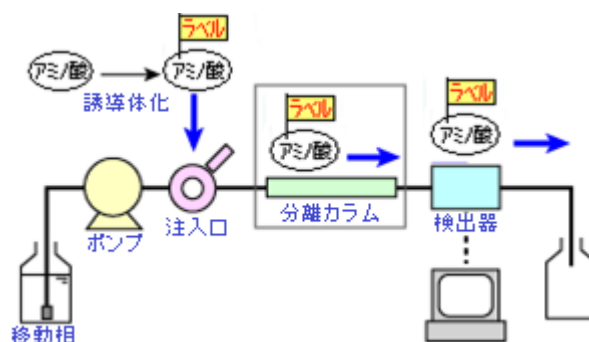 ラベル
アミノ酸
アミノ酸
誘導体化
ラベル
アミノ酸
ラベル
アミノ酸
ポンプ
注入口
分離カラム
検出器
移動相